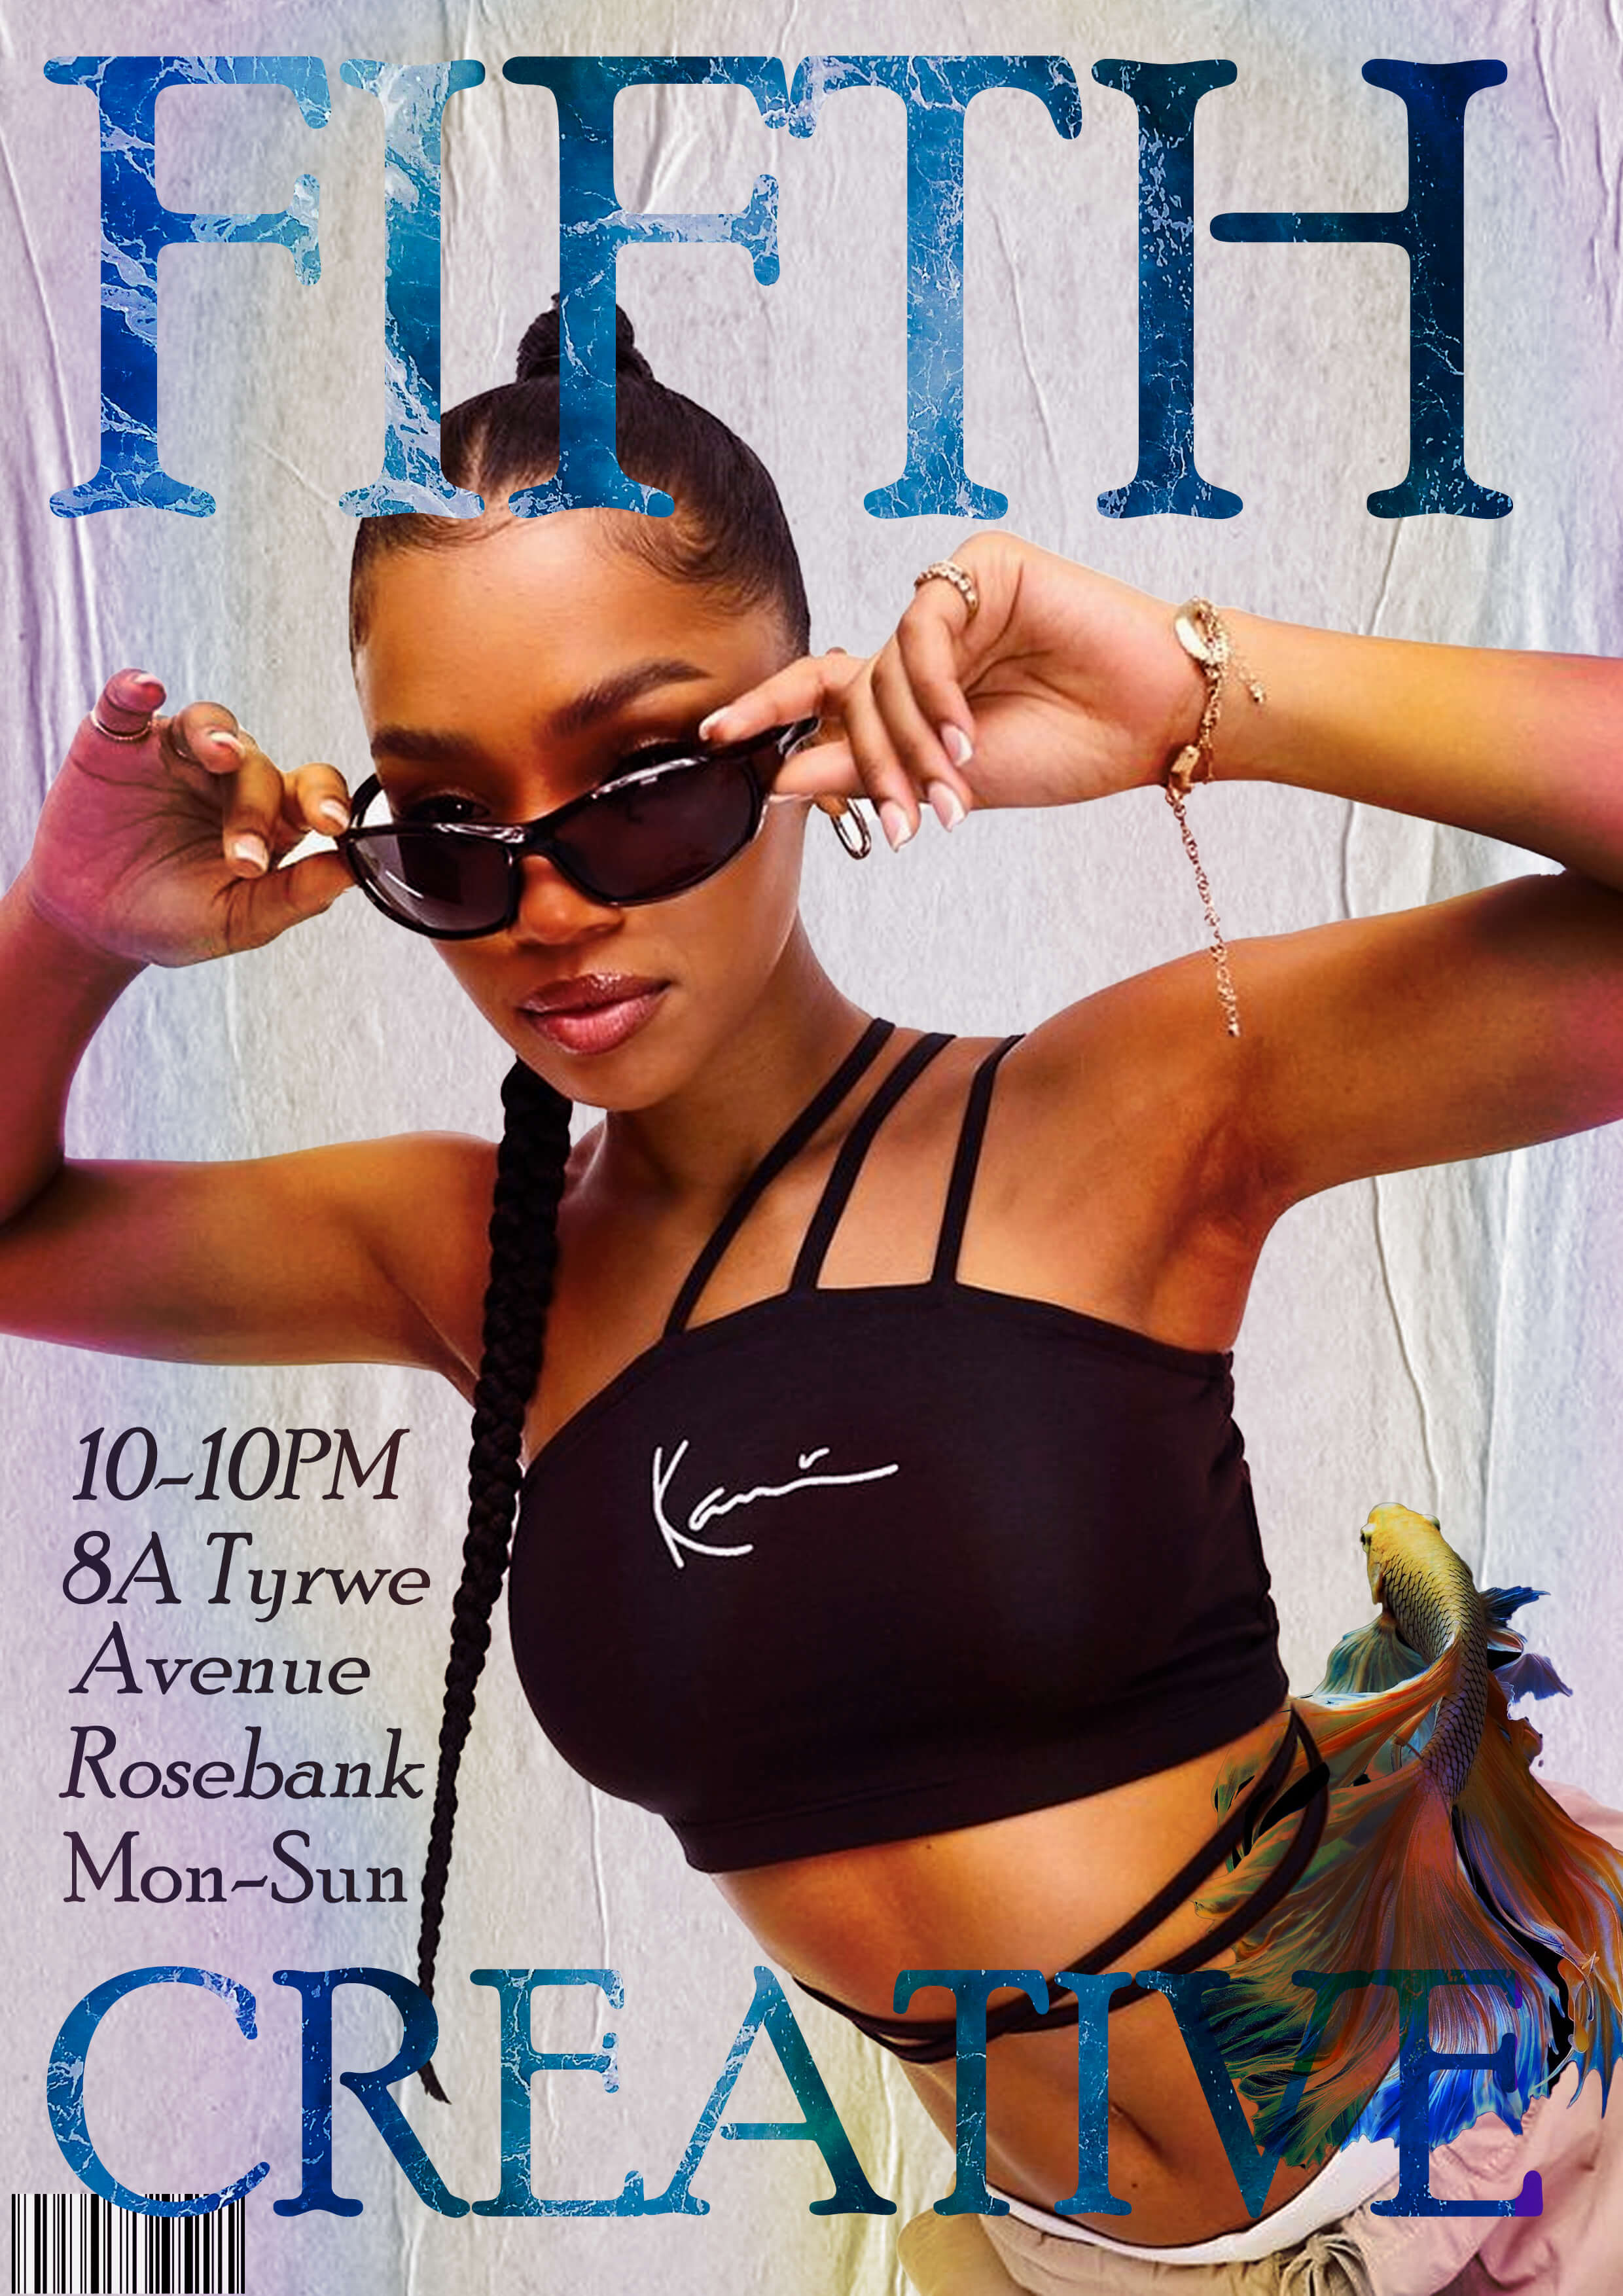 FIFTH
Kani
10-10PM
8A Tyrwe
Avenue
Rosebank
Mon-Sun
CREATIVE